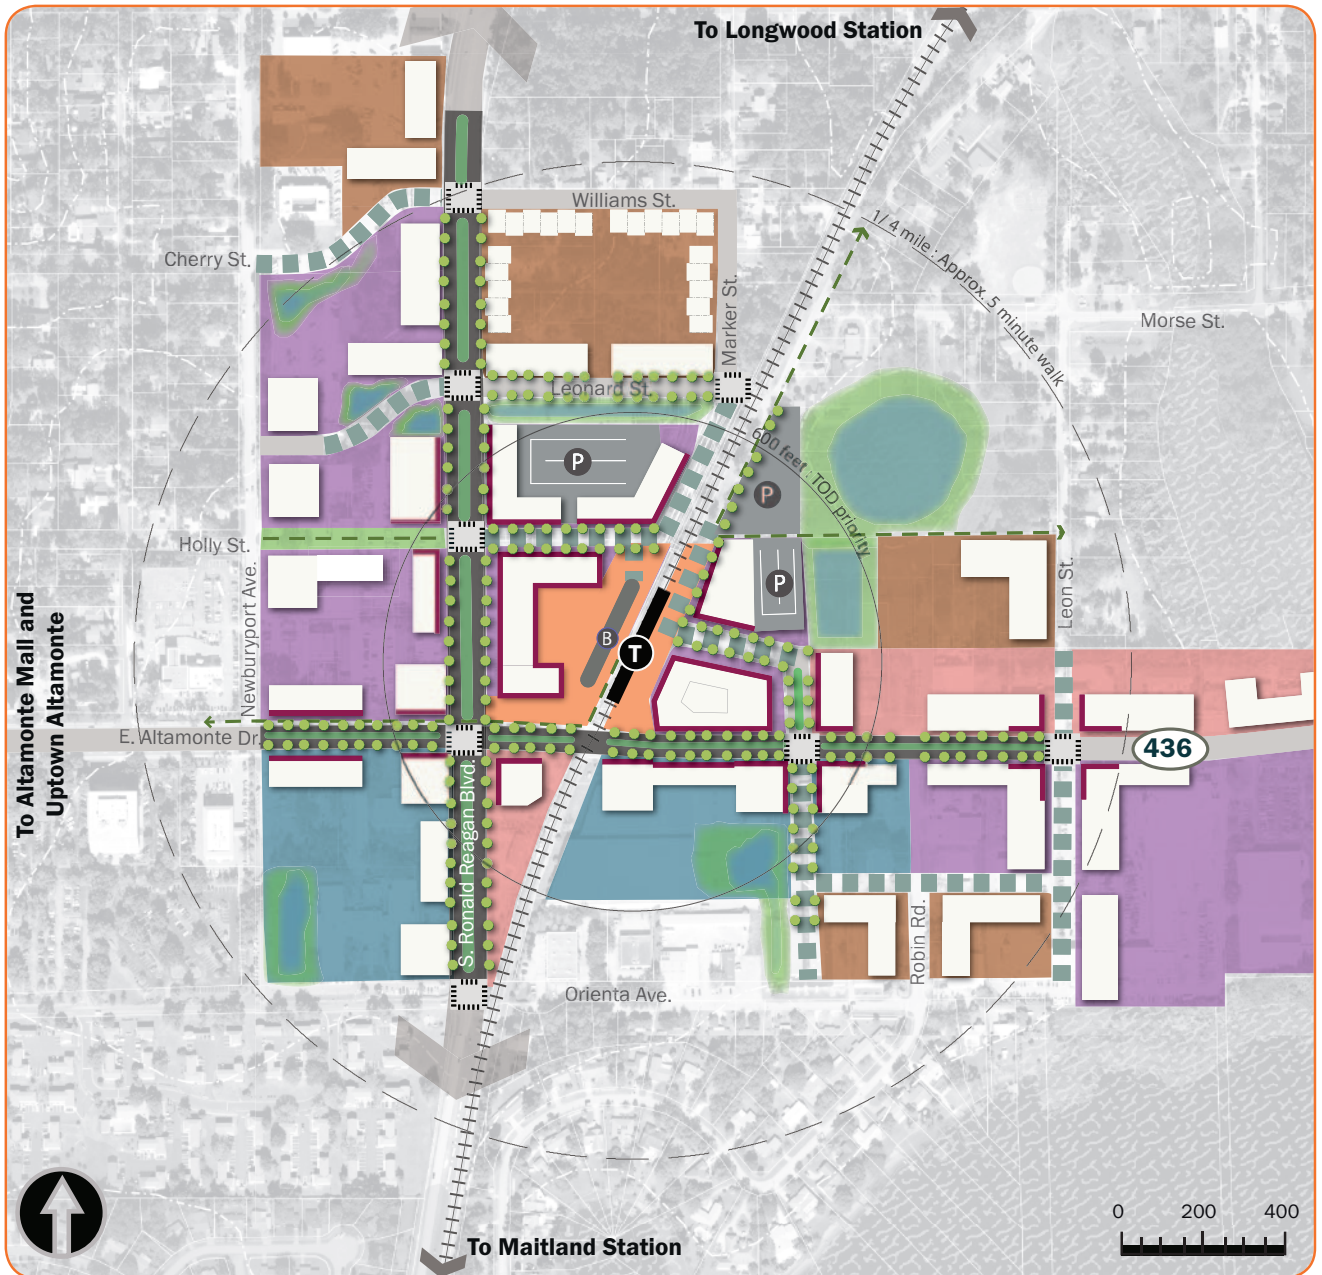 To Longwood Station
Williams St.
1/4 mile : Approx. 5 minute walk
Cherry St.
Marker St.
Morse St.
Leonard St.
600 feet : TOD priority
P
P
Holly St.
P
Leon St.
Newburyport Ave.
B
T
To Altamonte Mall and
Uptown Altamonte
E. Altamonte Dr.
436
S. Ronald Reagan Blvd.
Robin Rd.
Orienta Ave.
0 200 400
To Maitland Station